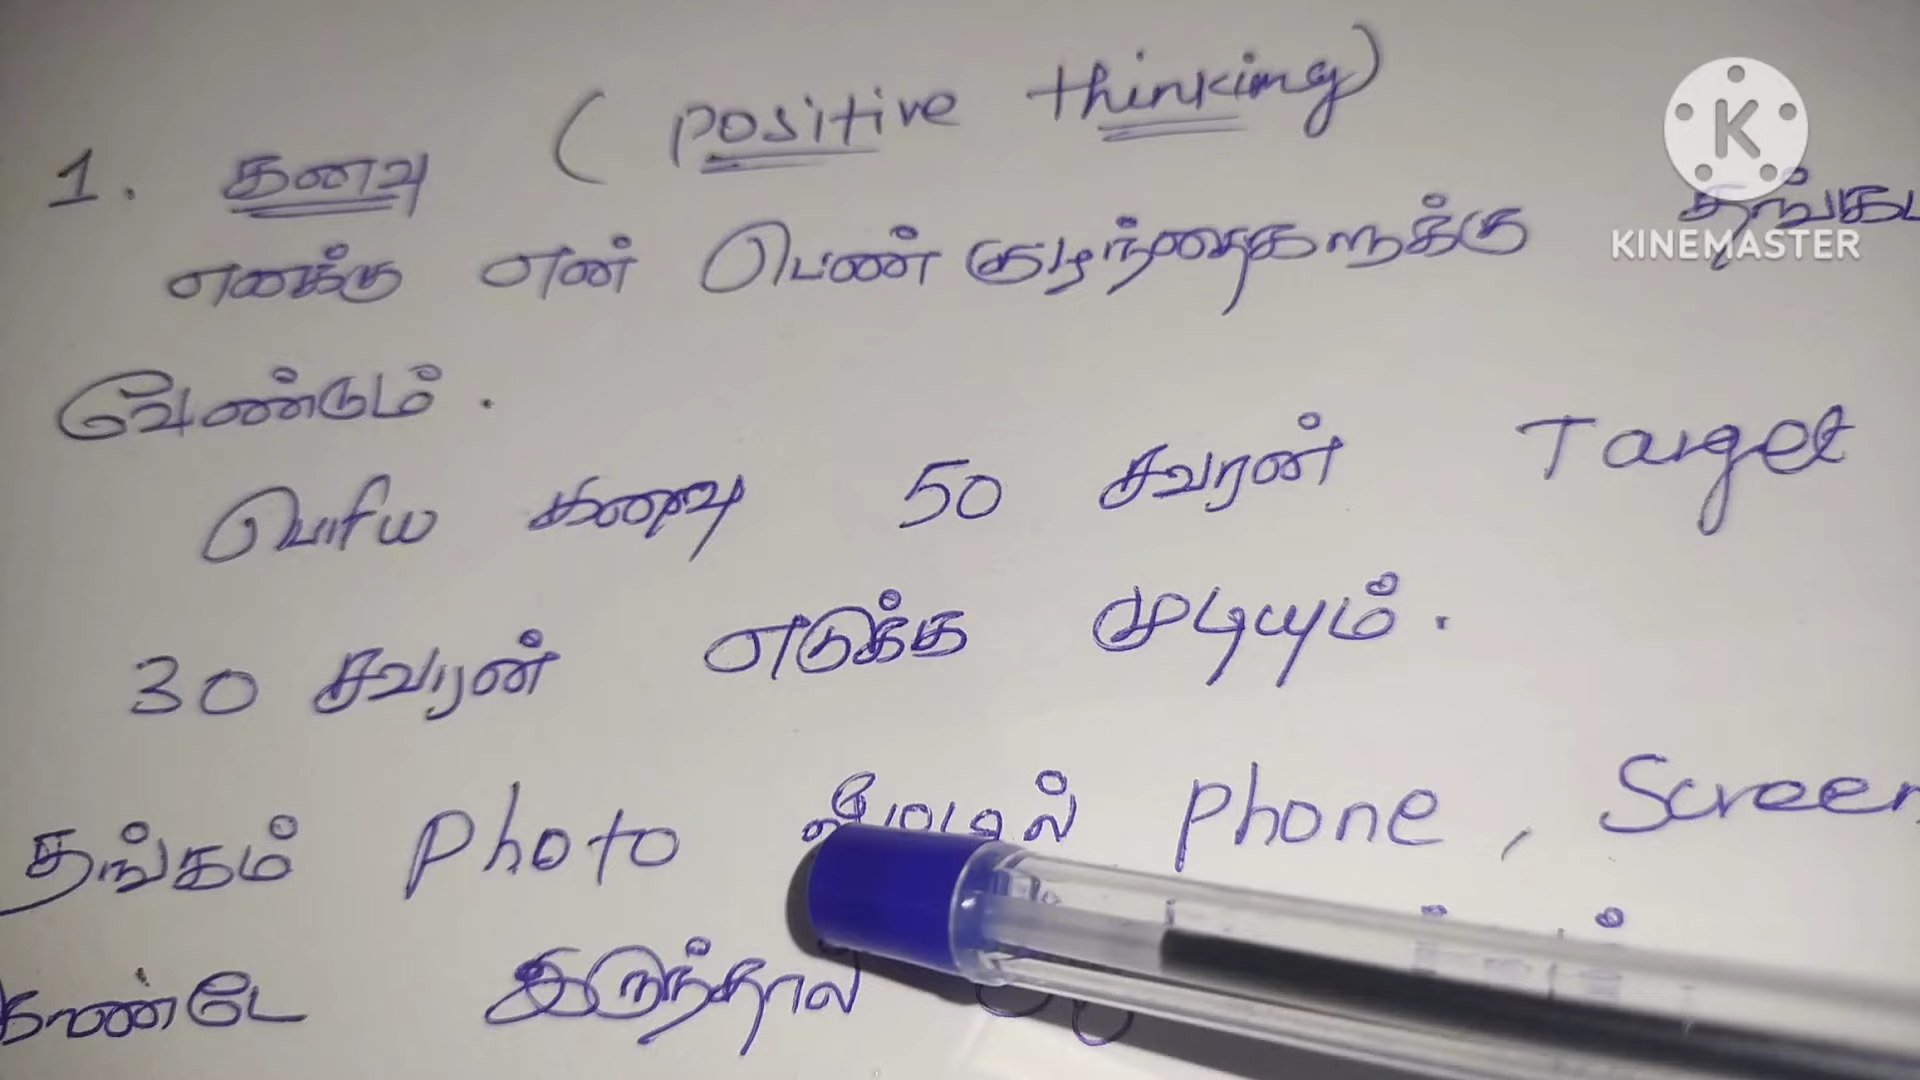 1. கனவு ( Positive thinking)
எனக்கு என் பெண் குழந்தைகளுக்கு
வேண்டும்.
பெரிய கனவு 50 சவரன் Target
30 சவரன் எடுக்க முடியும்.
தங்கம் Photo phone, Screen
இருந்தால்
K
KINEMASTER